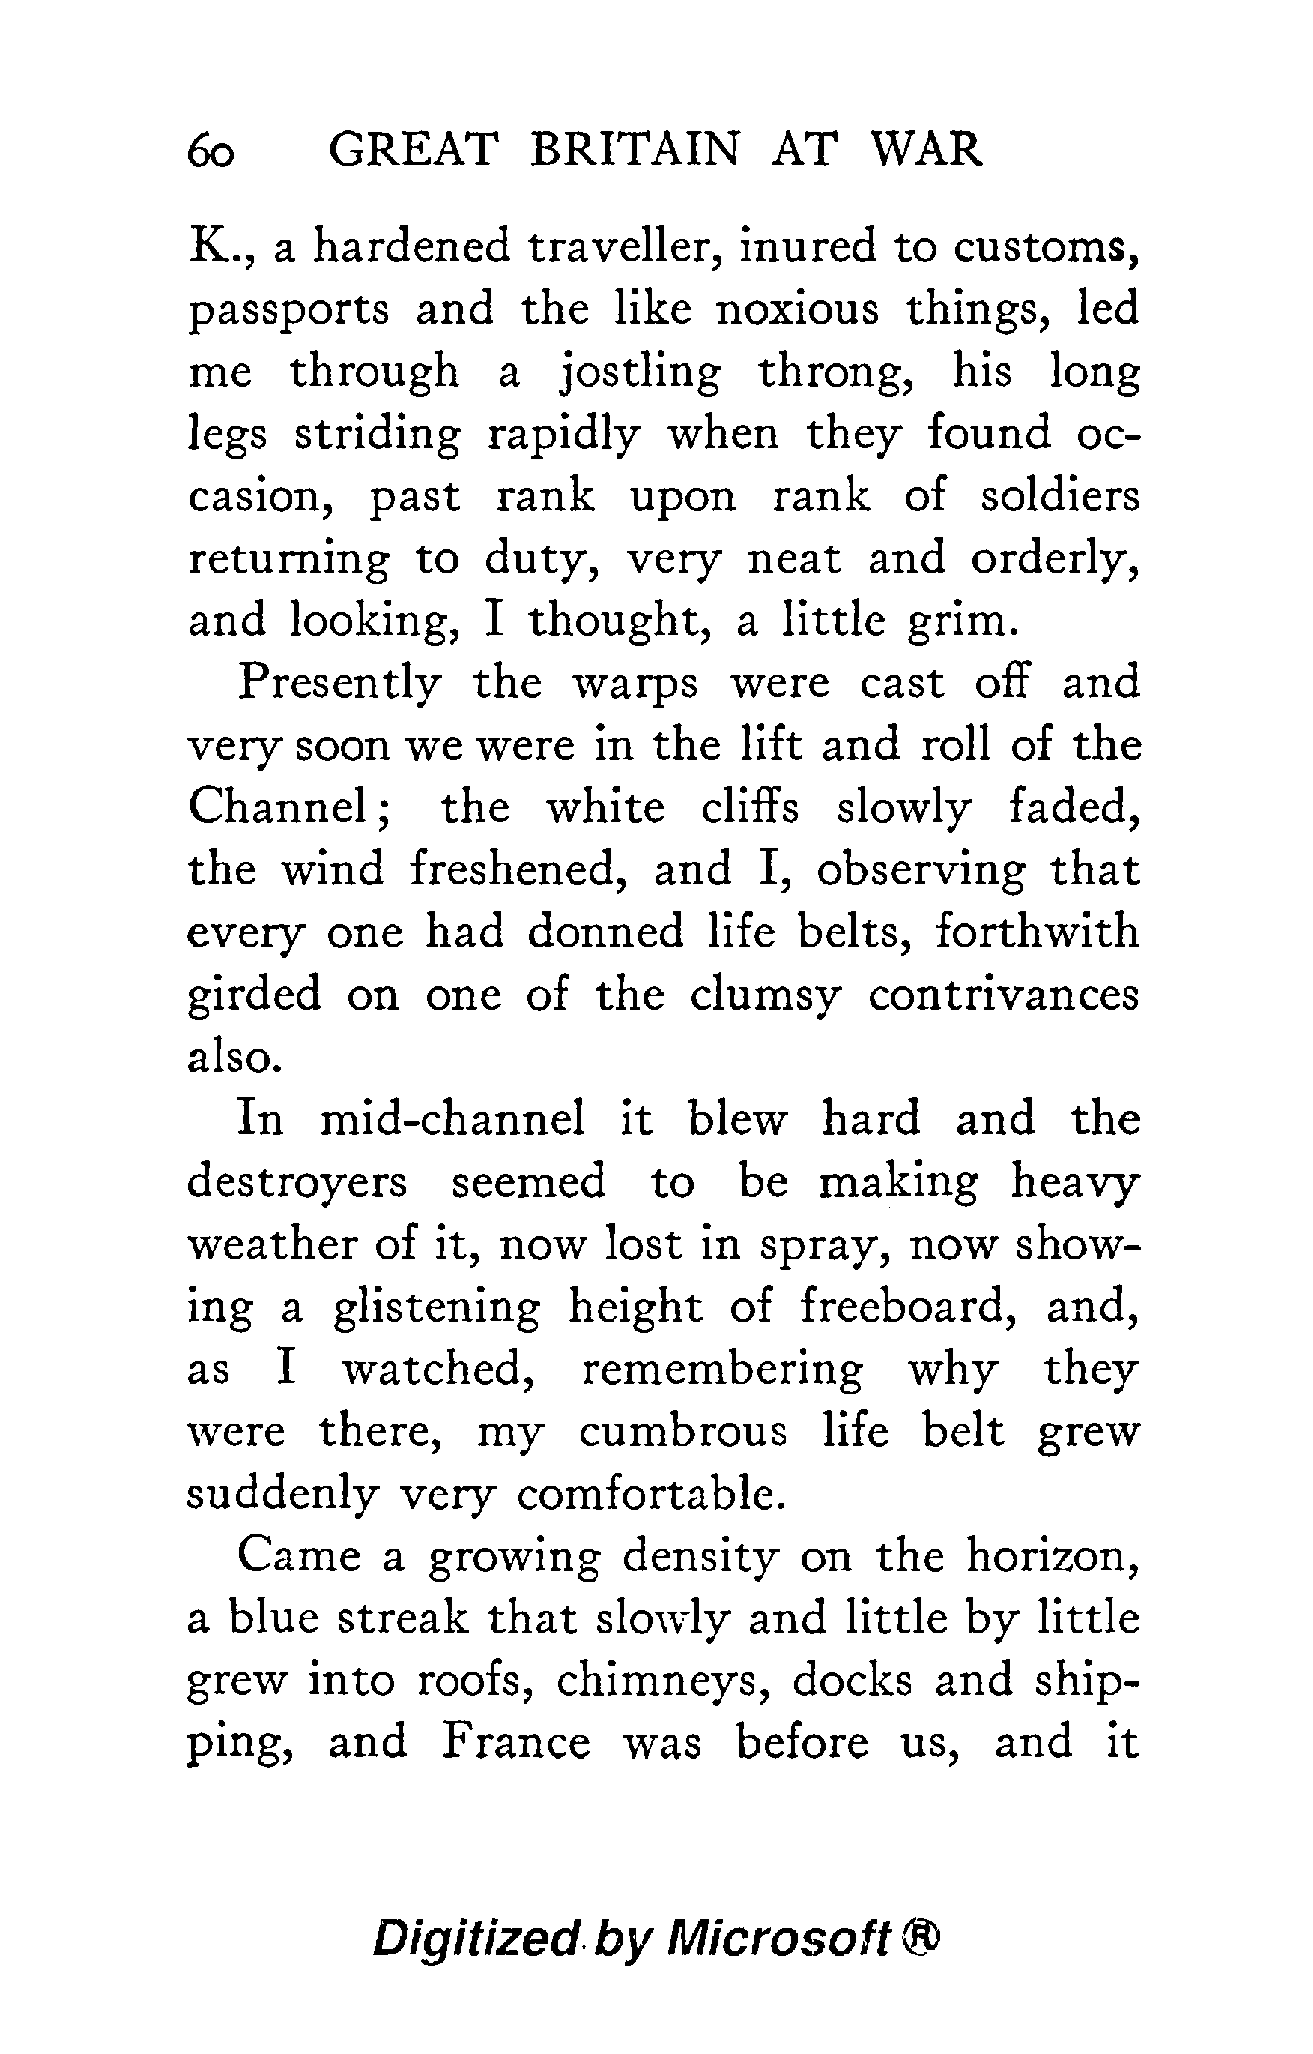 60 GREAT BRITAIN AT WAR
K., a hardened traveller, inured to customs,
passports and the like noxious things, led
me through a jostling throng, his long
legs striding rapidly when they found oc-
casion, past rank upon rank of soldiers
returning to duty, very neat and orderly,
and looking, I thought, a little grim.
Presently the warps were cast off and
very soon we were in the lift and roll of the
Channel; the white cliffs slowly faded,
the wind freshened, and I, observing that
every one had donned life belts, forthwith
girded on one of the clumsy contrivances
also.
In mid-channel it blew hard and the
destroyers seemed to be making heavy
weather of it, now lost in spray, now show-
ing a glistening height of freeboard, and,
as I watched, remembering why they
were there, my cumbrous life belt grew
suddenly very comfortable.
Came a growing density on the horizon,
a blue streak that slowly and little by little
grew into roofs, chimneys, docks and ship-
ping, and France was before us, and it
Digitized by Microsoft ®